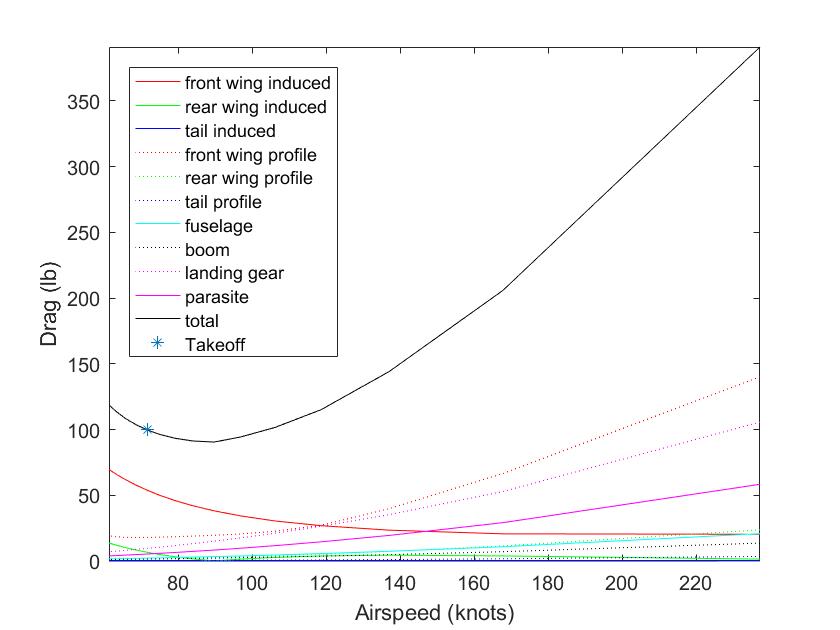 front wing induced
rear wing induced
tail induced
front wing profile
rear wing profile
tail profile
fuselage
boom
landing gear
parasite
total
Takeoff
Drag (lb)
350
300
250
200
150
100
50
0
80 100 120 140 160 180 200 220
Airspeed (knots)